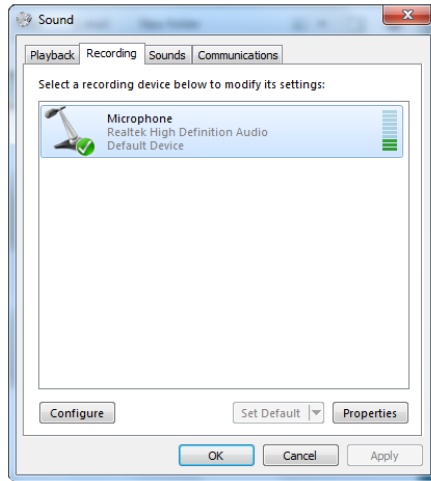 Sound
Playback Recording Sounds Communications
Select a recording device below to modify its settings:
Microphone
Realtek High Definition Audio
Default Device
Configure Set Default Properties
OK Cancel Apply